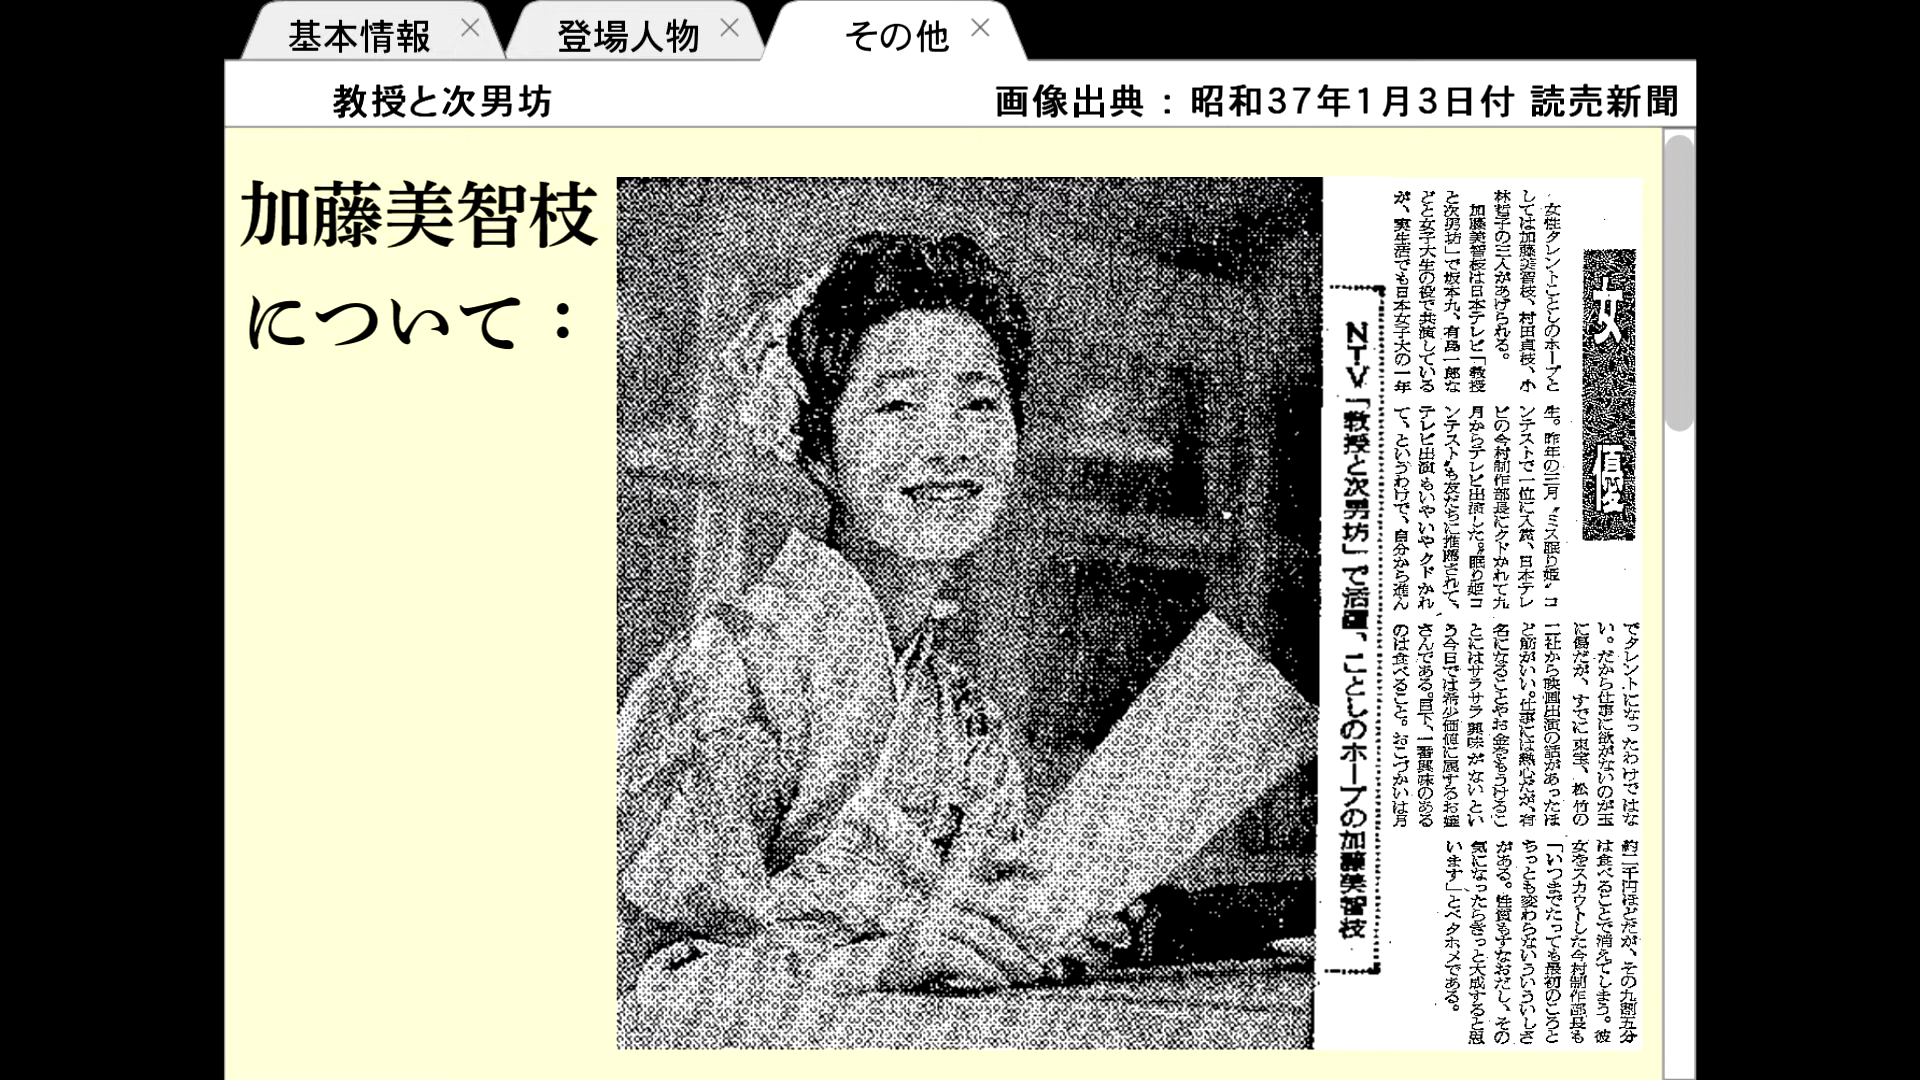 基本情報
登場人物
その他
教授と次男坊
画像出典：昭和37年1月3日付 読売新聞
加藤美智枝
について：
女優
女性タレントことしのホープと
しては加藤美智枝、村田貞枝、小
林哲子の三人があげられる。
加藤美智枝は日本テレビ「教授
と次男坊」で坂本九、有島一郎な
どと女子大生の役で共演している
が、実生活でも日本女子大の一年
生。昨年の三月〝ミス眠り姫〟コ
ンテストで一位に入賞、日本テレ
ビの今村制作部長にクドかれて九
月からテレビ出演した。眠り姫コ
ンテストも友だちに推薦されて、
テレビ出演もいやいやクドかれ
て、というわけで、自分から進ん
でタレントになったわけではな
い。だから仕事に欲がないのが玉
に傷だが、すでに東宝、松竹の
二社から映画出演の話があったほ
ど筋がいい。仕事には熱心だが、有
名になることやお金をもうけるこ
とにはサラサラ興味がないとい
う今日では希少価値に属するお嬢
さんである。目下、一番興味のある
のは食べること。おこづかいは月
約二千円ほどだが、その九割五分
は食べることで消えてしまう。彼
女をスカウトした今村制作部長も
「いつまでたっても最初のころと
ちっとも変わらないういういしさ
がある。性質もすなおだし、その
気になったらきっと大成すると思
います」とベタホメである。
NTV「教授と次男坊」で活躍、ことしのホープの加藤美智枝